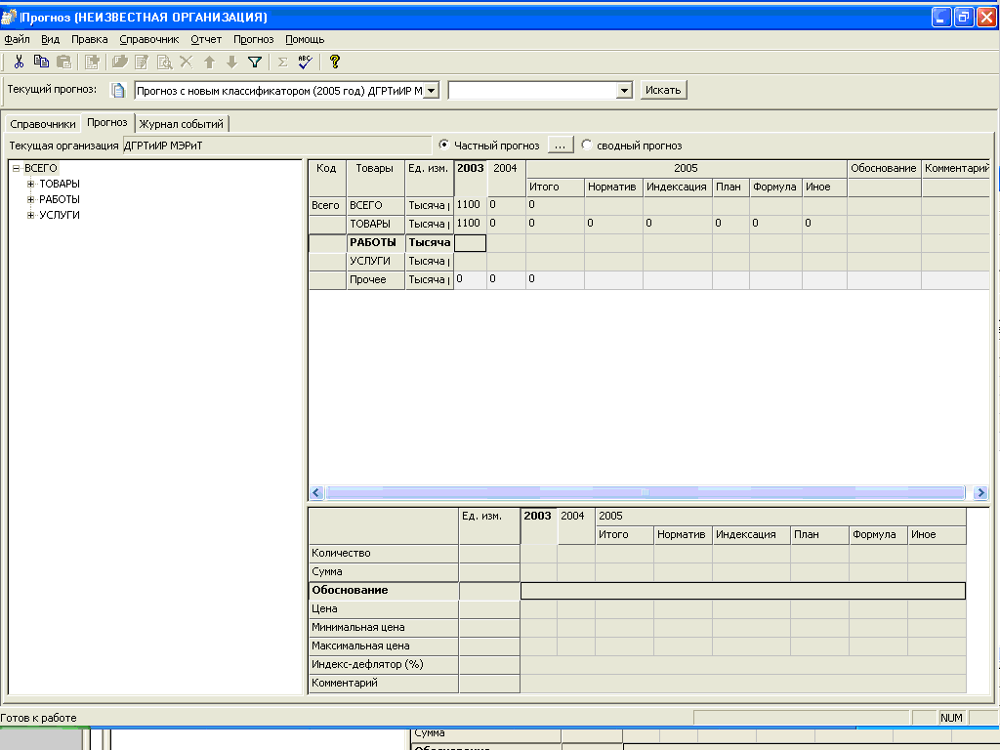 Прогноз (НЕИЗВЕСТНАЯ ОРГАНИЗАЦИЯ)
Файл Вид Правка Справочник Отчет Прогноз Помощь
Текущий прогноз: Прогноз с новым классификатором (2005 год) ДГРТиИР М Искать
Справочники Прогноз Журнал событий
Текущая организация ДГРТиИР МЭРиТ Частный прогноз ... сводный прогноз
ВСЕГО
ТОВАРЫ
РАБОТЫ
УСЛУГИ
Код Товары Ед. изм. 2003 2004 2005 Обоснование Комментарий
Итого Норматив Индексация План Формула Иное
Всего ВСЕГО Тысяча 1100 0 0
ТОВАРЫ Тысяча 1100 0 0 0 0 0 0 0
РАБОТЫ Тысяча
УСЛУГИ Тысяча
Прочее Тысяча 0 0 0
Ед. изм. 2003 2004 2005
Итого Норматив Индексация План Формула Иное
Количество
Сумма
Обоснование
Цена
Минимальная цена
Максимальная цена
Индекс-дефлятор (%)
Комментарий
Готов к работе NUM
Сумма
Обоснование